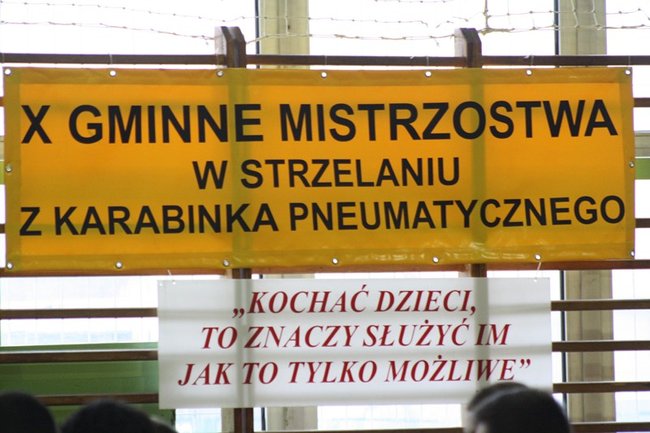 X GMINNE MISTRZOSTWA
W STRZELANIU
Z KARABINKA PNEUMATYCZNEGO
„KOCHAĆ DZIECI,
TO ZNACZY SŁUŻYĆ IM
JAK TO TYLKO MOŻLIWE”